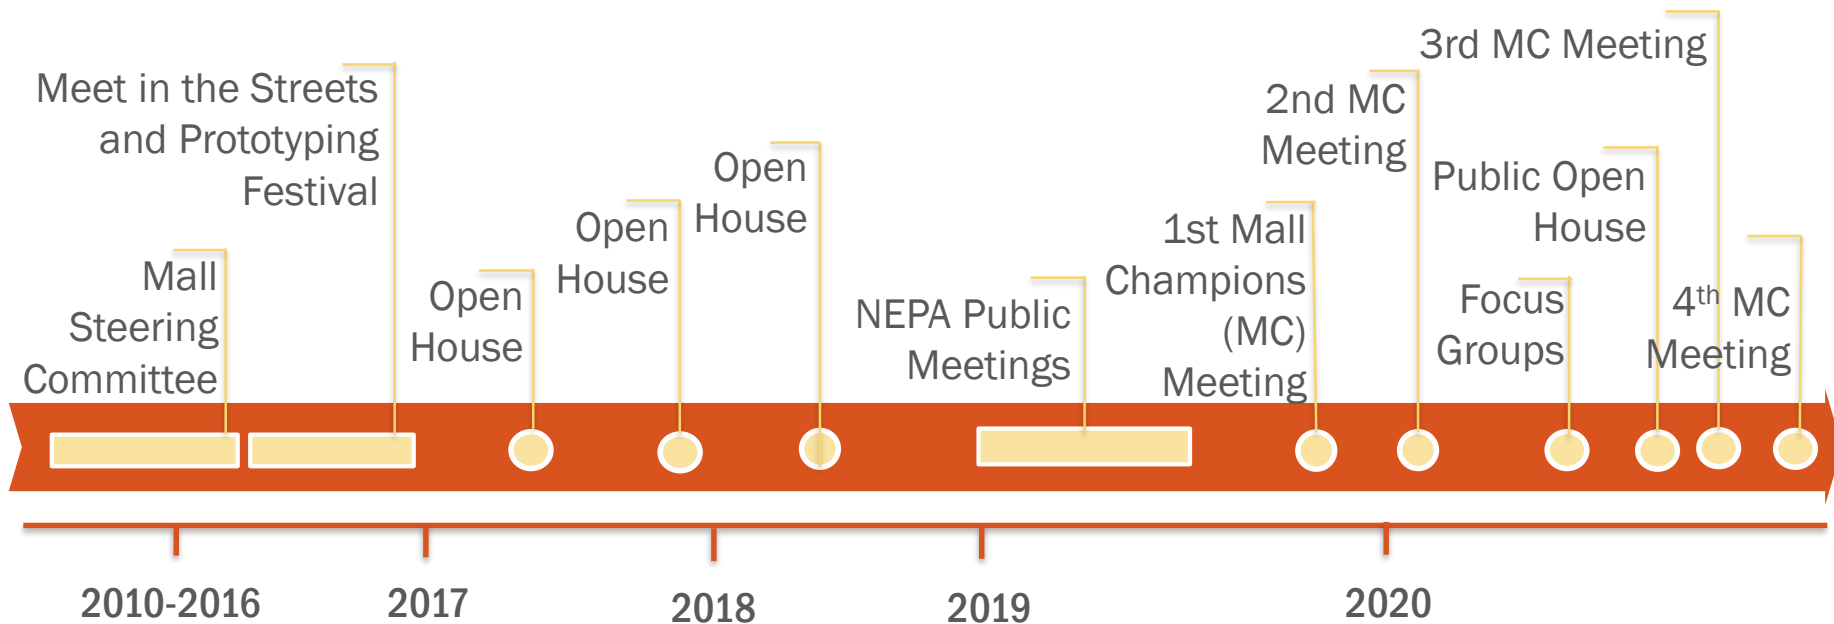 Mall
Steering
Committee
Meet in the Streets
and Prototyping
Festival
Open
House
Open
House
Open
House
NEPA Public
Meetings
1st Mall
Champions
(MC)
Meeting
2nd MC
Meeting
Focus
Groups
Public Open
House
3rd MC Meeting
4th MC
Meeting
2010-2016
2017
2018
2019
2020